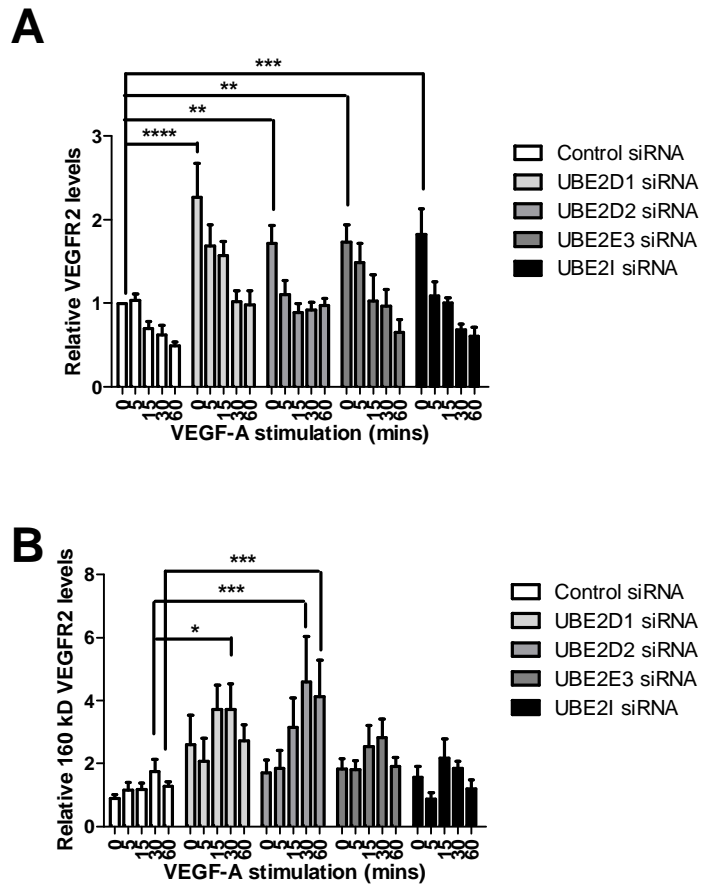 A
***
**
**
****
3
2
1
0
Relative VEGFR2 levels
0 5 15 30 60 0 5 15 30 60 0 5 15 30 60 0 5 15 30 60 0 5 15 30 60
VEGF-A stimulation (mins)
Control siRNA
UBE2D1 siRNA
UBE2D2 siRNA
UBE2E3 siRNA
UBE2I siRNA
B
***
***
*
8
6
4
2
0
Relative 160 kD VEGFR2 levels
0 5 15 30 60 0 5 15 30 60 0 5 15 30 60 0 5 15 30 60 0 5 15 30 60
VEGF-A stimulation (mins)
Control siRNA
UBE2D1 siRNA
UBE2D2 siRNA
UBE2E3 siRNA
UBE2I siRNA